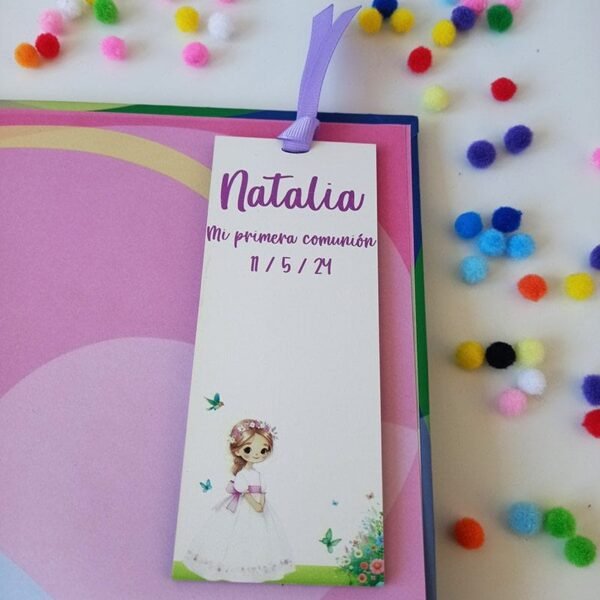 Natalia
Mi primera comunión
11 / 5 / 24